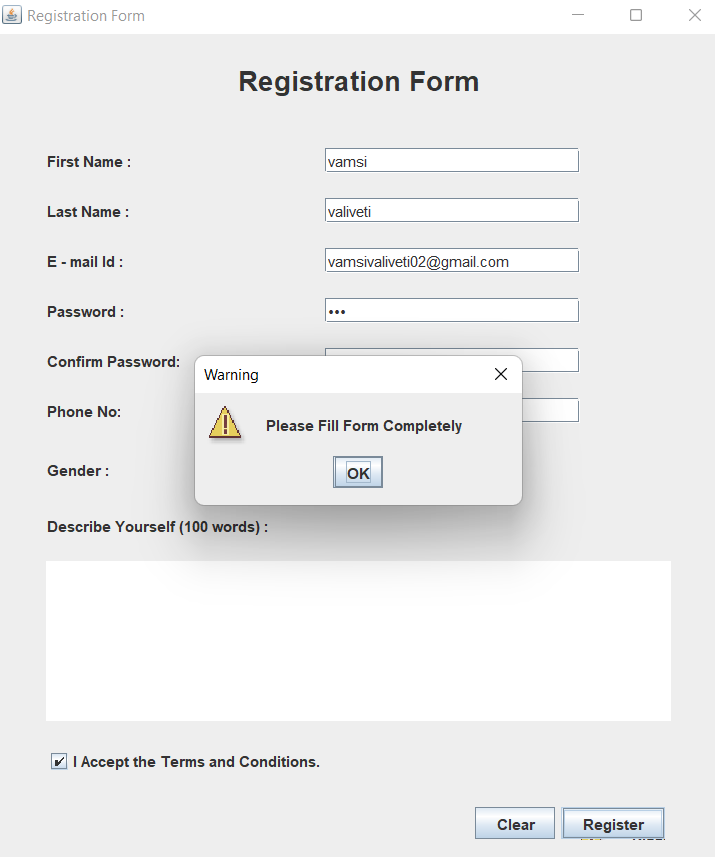 Registration Form
Registration Form
First Name : vamsi
Last Name : valiveti
E - mail Id : vamsivaliveti02@gmail.com
Password : •••
Confirm Password:
Warning
Phone No:
Please Fill Form Completely
Gender :
OK
Describe Yourself (100 words) :
I Accept the Terms and Conditions.
Clear Register